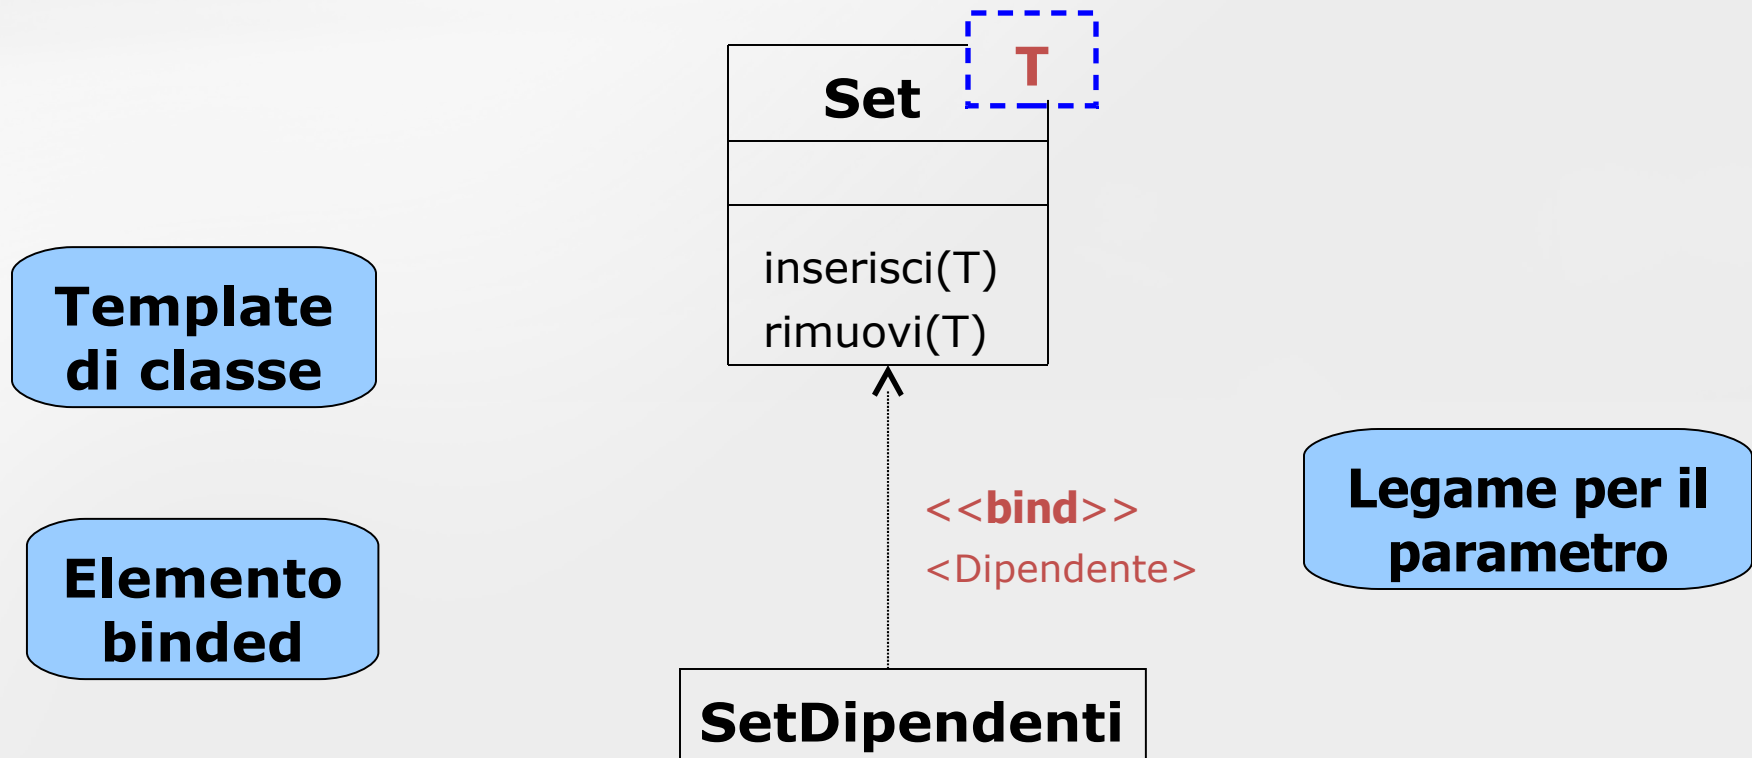 T
Set
inserisci(T)
rimuovi(T)
Template
di classe
<<bind>>
<Dipendente>
Legame per il
parametro
Elemento
binded
SetDipendenti